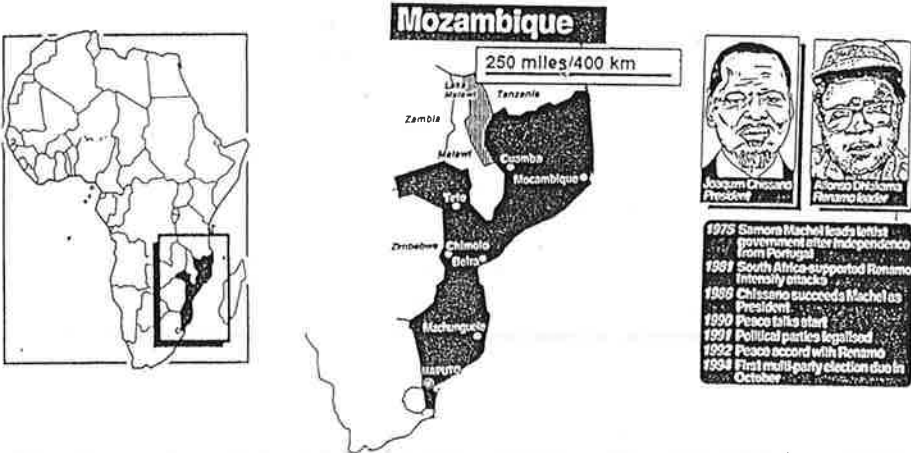 Mozambique
250 miles/400 km
Lake
Malawi
Tanzania
Zambia
Malawi
Cuamba
Mocambique
Tete
Zimbabwe
Chimoio
Beira
Machunguela
MAPUTO
Joaqum Chissano
President
Alfonso Dhlakama
Renamo leader
1975 Samora Machel leads leftist
government after independence
from Portugal
1981 South Africa-supported Renamo
intensify attacks
1986 Chissano succeeds Machel as
President
1990 Peace talks start
1991 Political parties legalised
1992 Peace accord with Renamo
1994 First multi-party election due in
October